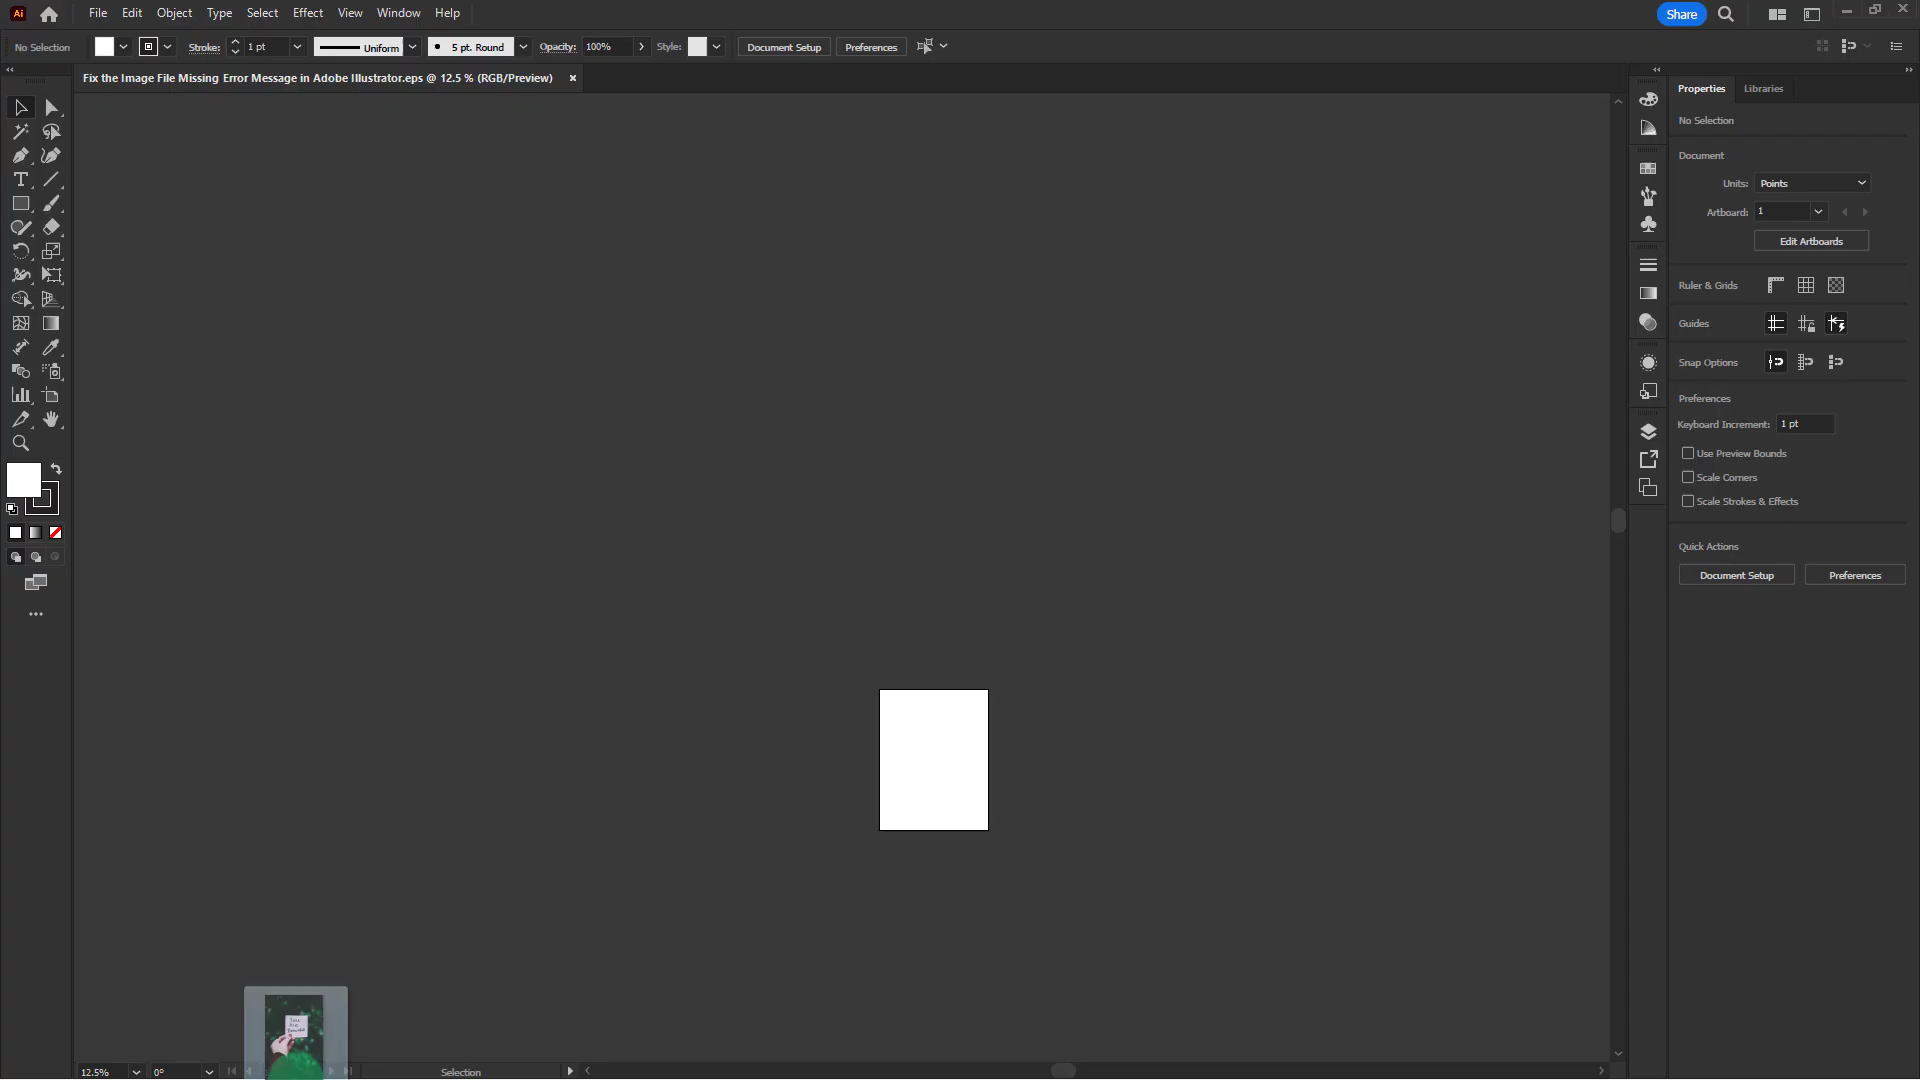 Ai File Edit Object Type Select Effect View Window Help Share
No Selection Stroke: 1 pt Uniform 5 pt. Round Opacity: 100% Style: Document Setup Preferences
Fix the Image File Missing Error Message in Adobe Illustrator.eps @ 12.5 % (RGB/Preview) ×
Properties Libraries
No Selection
Document
Units: Points
Artboard: 1
Edit Artboards
Ruler & Grids
Guides
Snap Options
Preferences
Keyboard Increment: 1 pt
Use Preview Bounds
Scale Corners
Scale Strokes & Effects
Quick Actions
Document Setup Preferences
You
Are
12.5% 0° Selection